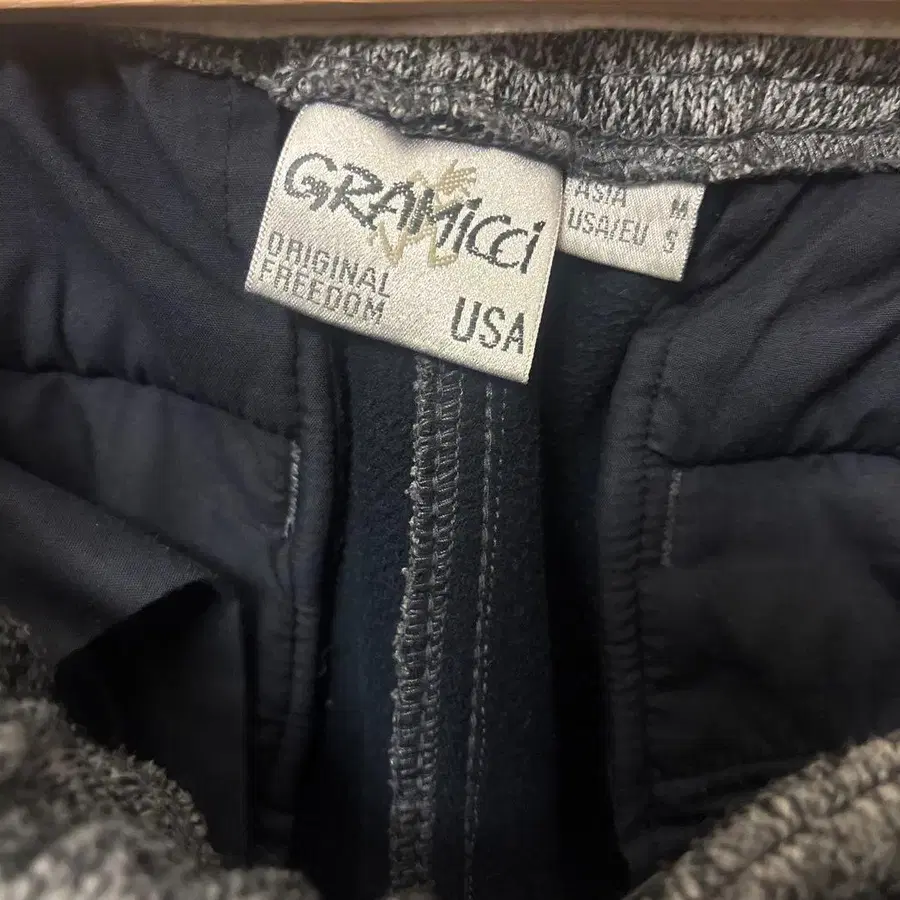 GRAMICCI
ORIGINAL
FREEDOM
USA
ASIA M
USA/EU S